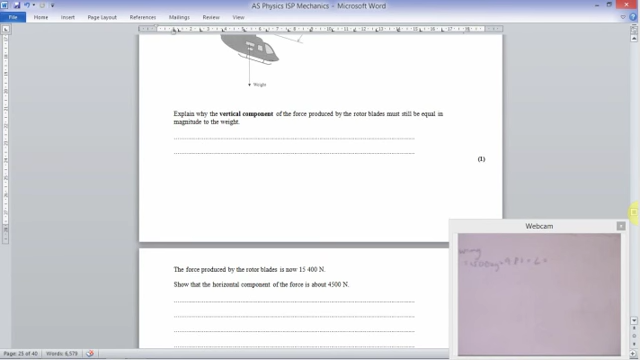 AS Physics ISP Mechanics - Microsoft Word
File Home Insert Page Layout References Mailings Review View
Weight
Explain why the vertical component of the force produced by the rotor blades must still be equal in
magnitude to the weight.
(1)
Webcam
The force produced by the rotor blades is now 15 400 N.
Show that the horizontal component of the force is about 4500 N.
Page: 25 of 40 Words: 6,579